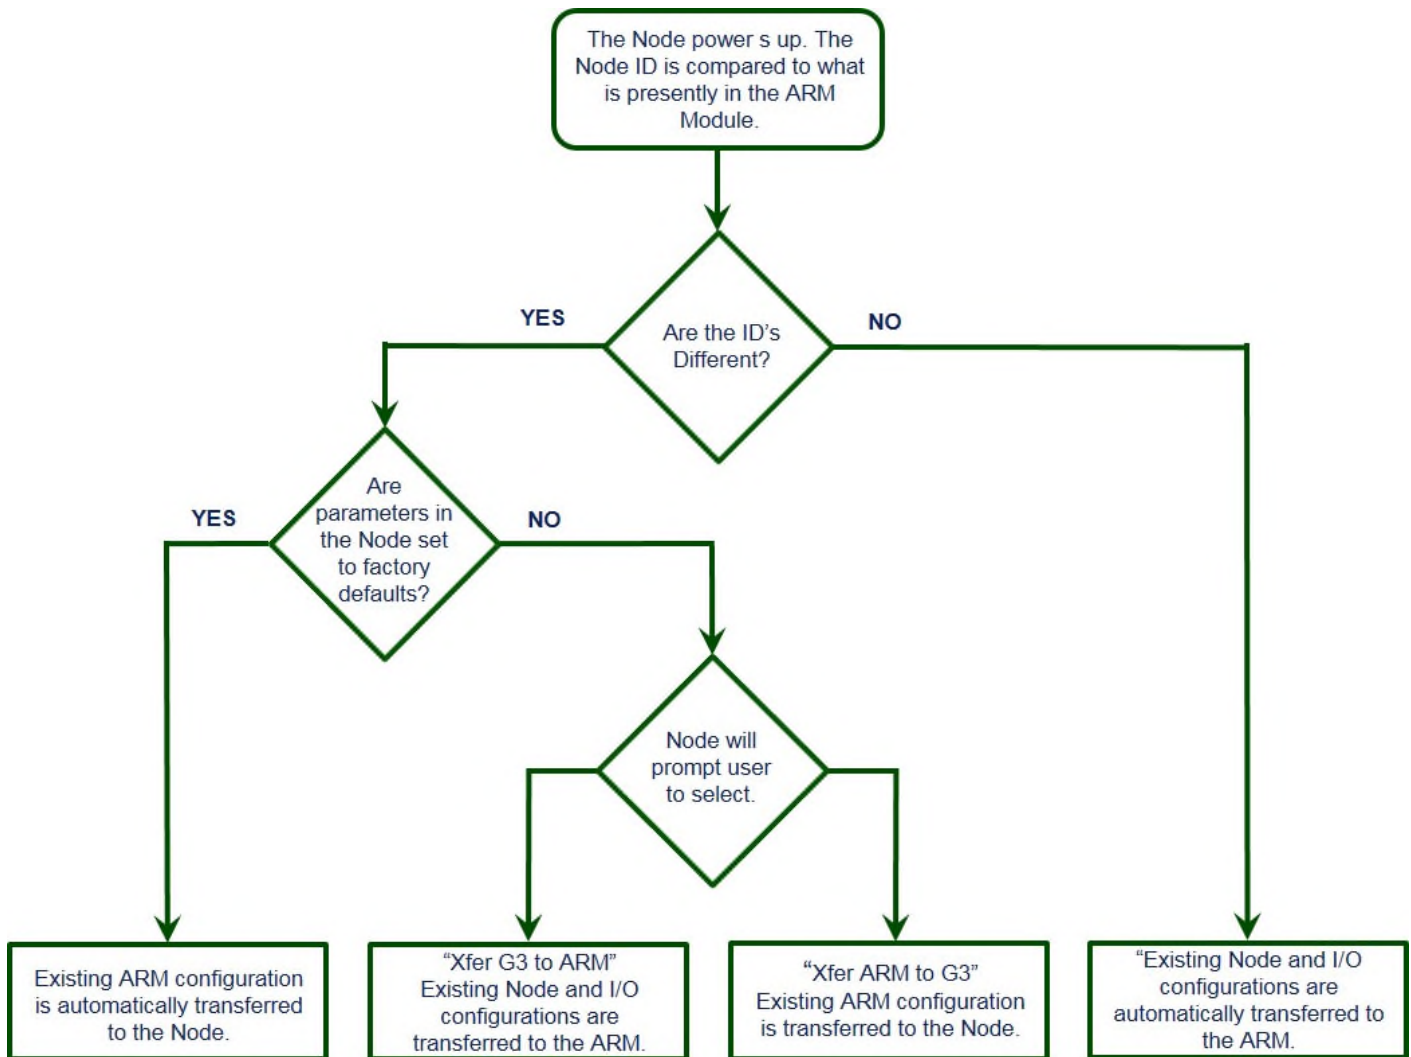 The Node power s up. The
Node ID is compared to what
is presently in the ARM
Module.
YES
Are the ID's
Different?
NO
YES
Are
parameters in
the Node set
to factory
defaults?
NO
Node will
prompt user
to select.
Existing ARM configuration
is automatically transferred
to the Node.
“Xfer G3 to ARM”
Existing Node and I/O
configurations are
transferred to the ARM.
“Xfer ARM to G3”
Existing ARM configuration
is transferred to the Node.
“Existing Node and I/O
configurations are
automatically transferred to
the ARM.